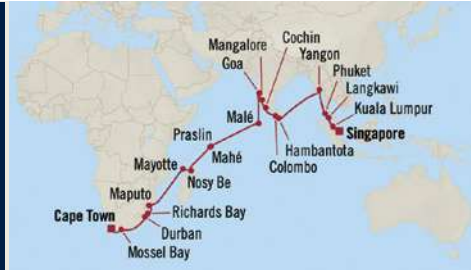 Cochin
Mangalore
Yangon
Goa
Phuket
Langkawi
Kuala Lumpur
Malé
Singapore
Praslin
Hambantota
Mahé
Colombo
Mayotte
Nosy Be
Maputo
Cape Town
Richards Bay
Durban
Mossel Bay